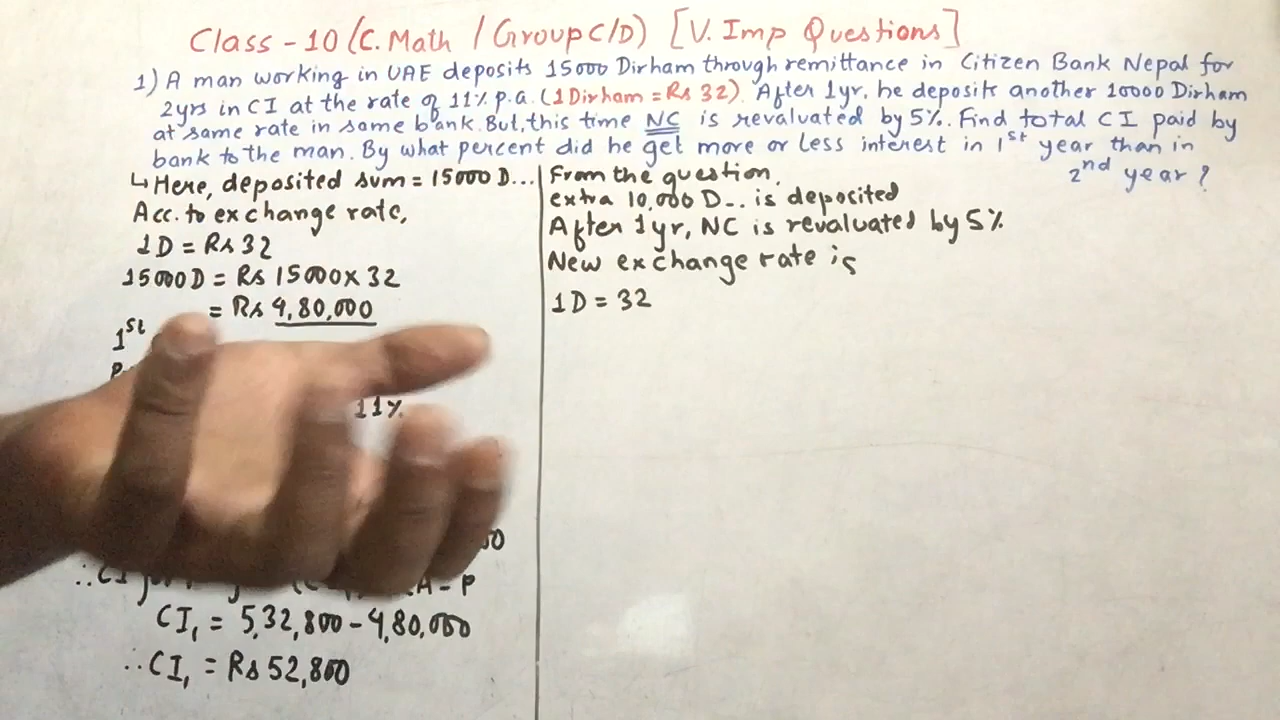 Class - 10 (C. Math / Group C/D) [V. Imp Questions]
1) A man working in UAE deposits 15000 Dirham through remittance in Citizen Bank Nepal for
2yrs in CI at the rate of 11% p.a. (1 Dirham = Rs 32). After 1yr. he deposits another 10000 Dirham
at same rate in same bank. But, this time NC is revaluated by 5%. Find total CI paid by
bank to the man. By what percent did he get more or less interest in 1st year than in
2nd year?
↳ Here, deposited sum = 15000 D...
Acc. to exchange rate,
1D = Rs 32
15000D = Rs 15000 x 32
= Rs 4,80,000
1st
11%
∴ CI
A - P
CI₁ = 5,32,800 - 4,80,000
∴ CI₁ = Rs 52,800
From the question,
extra 10,000 D.. is deposited
After 1yr, NC is revaluated by 5%
New exchange rate is
1D = 32